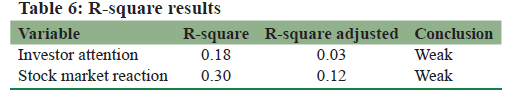 Table 6: R-square results
Variable R-square R-square adjusted Conclusion
Investor attention 0.18 0.03 Weak
Stock market reaction 0.30 0.12 Weak